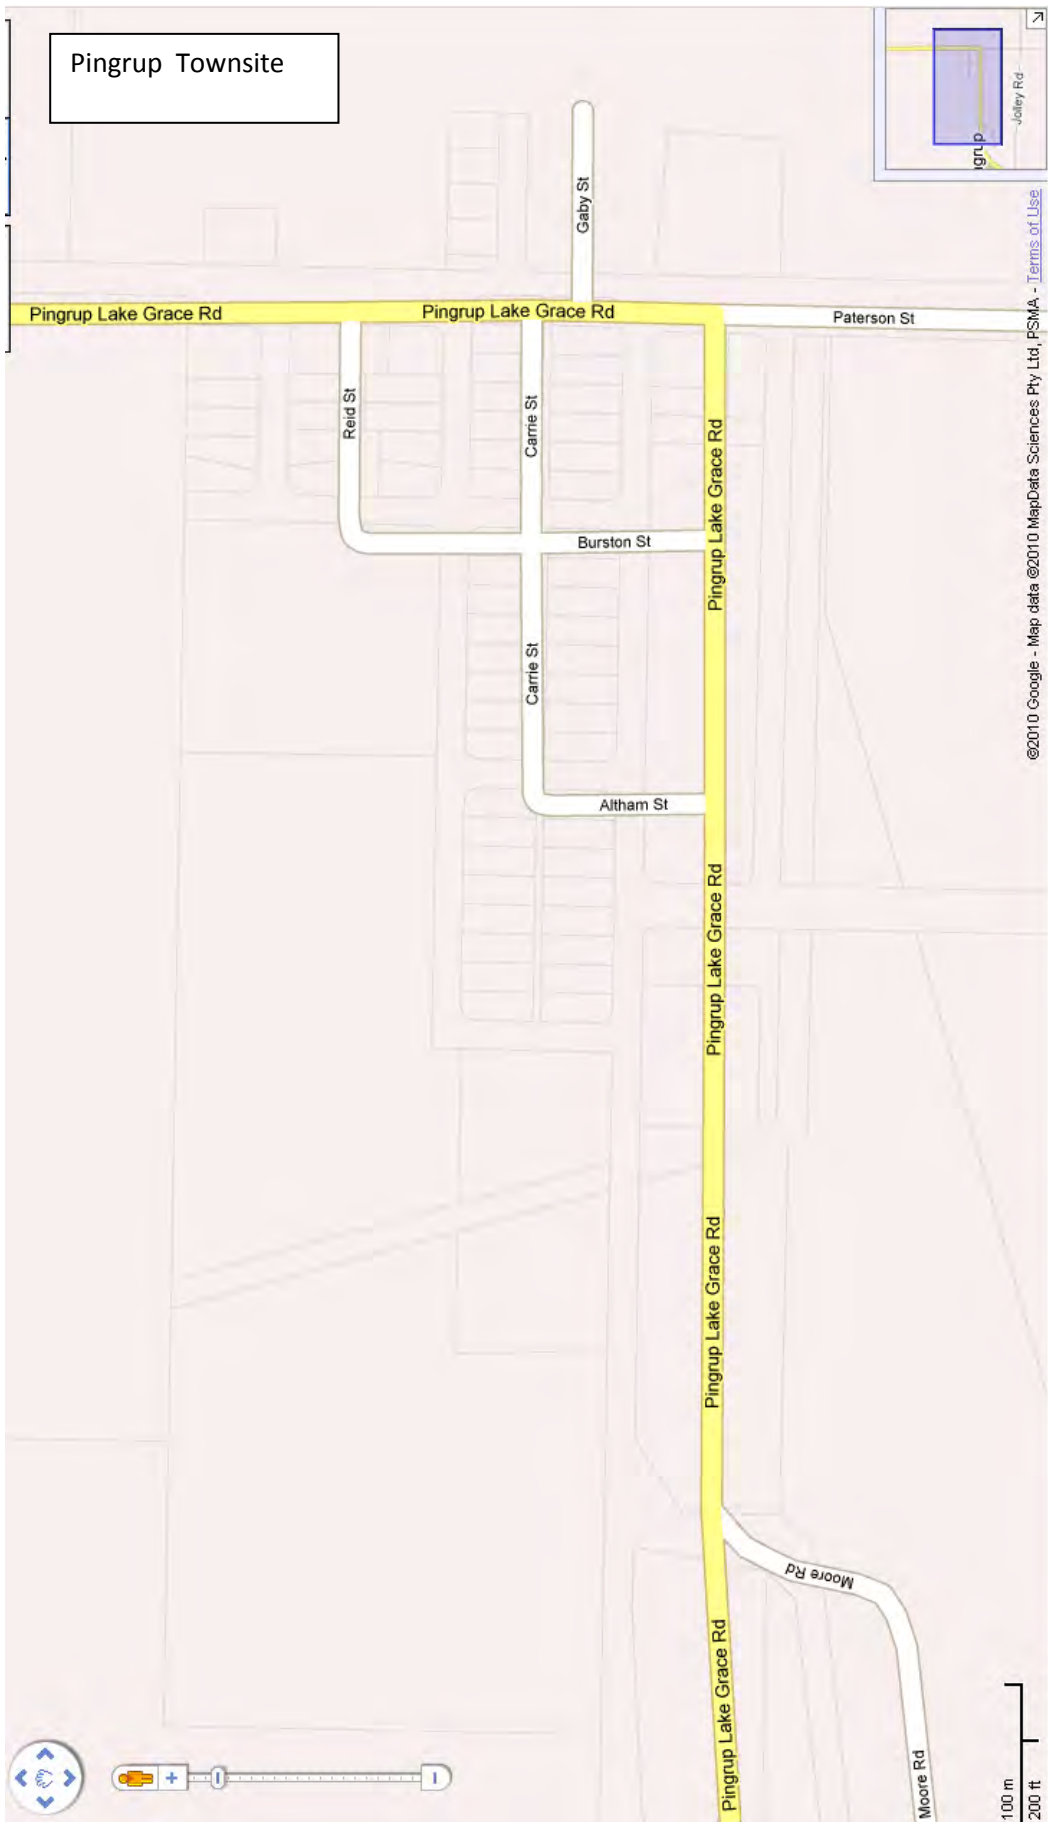 Pingrup Townsite
Jolley Rd
ngrup
Gaby St
©2010 Google - Map data ©2010 MapData Sciences Pty Ltd, PSMA - Terms of Use
Pingrup Lake Grace Rd
Pingrup Lake Grace Rd
Paterson St
Reid St
Carrie St
Pingrup Lake Grace Rd
Burston St
Carrie St
Altham St
Pingrup Lake Grace Rd
Pingrup Lake Grace Rd
Moore Rd
Pingrup Lake Grace Rd
Moore Rd
100 m
200 ft